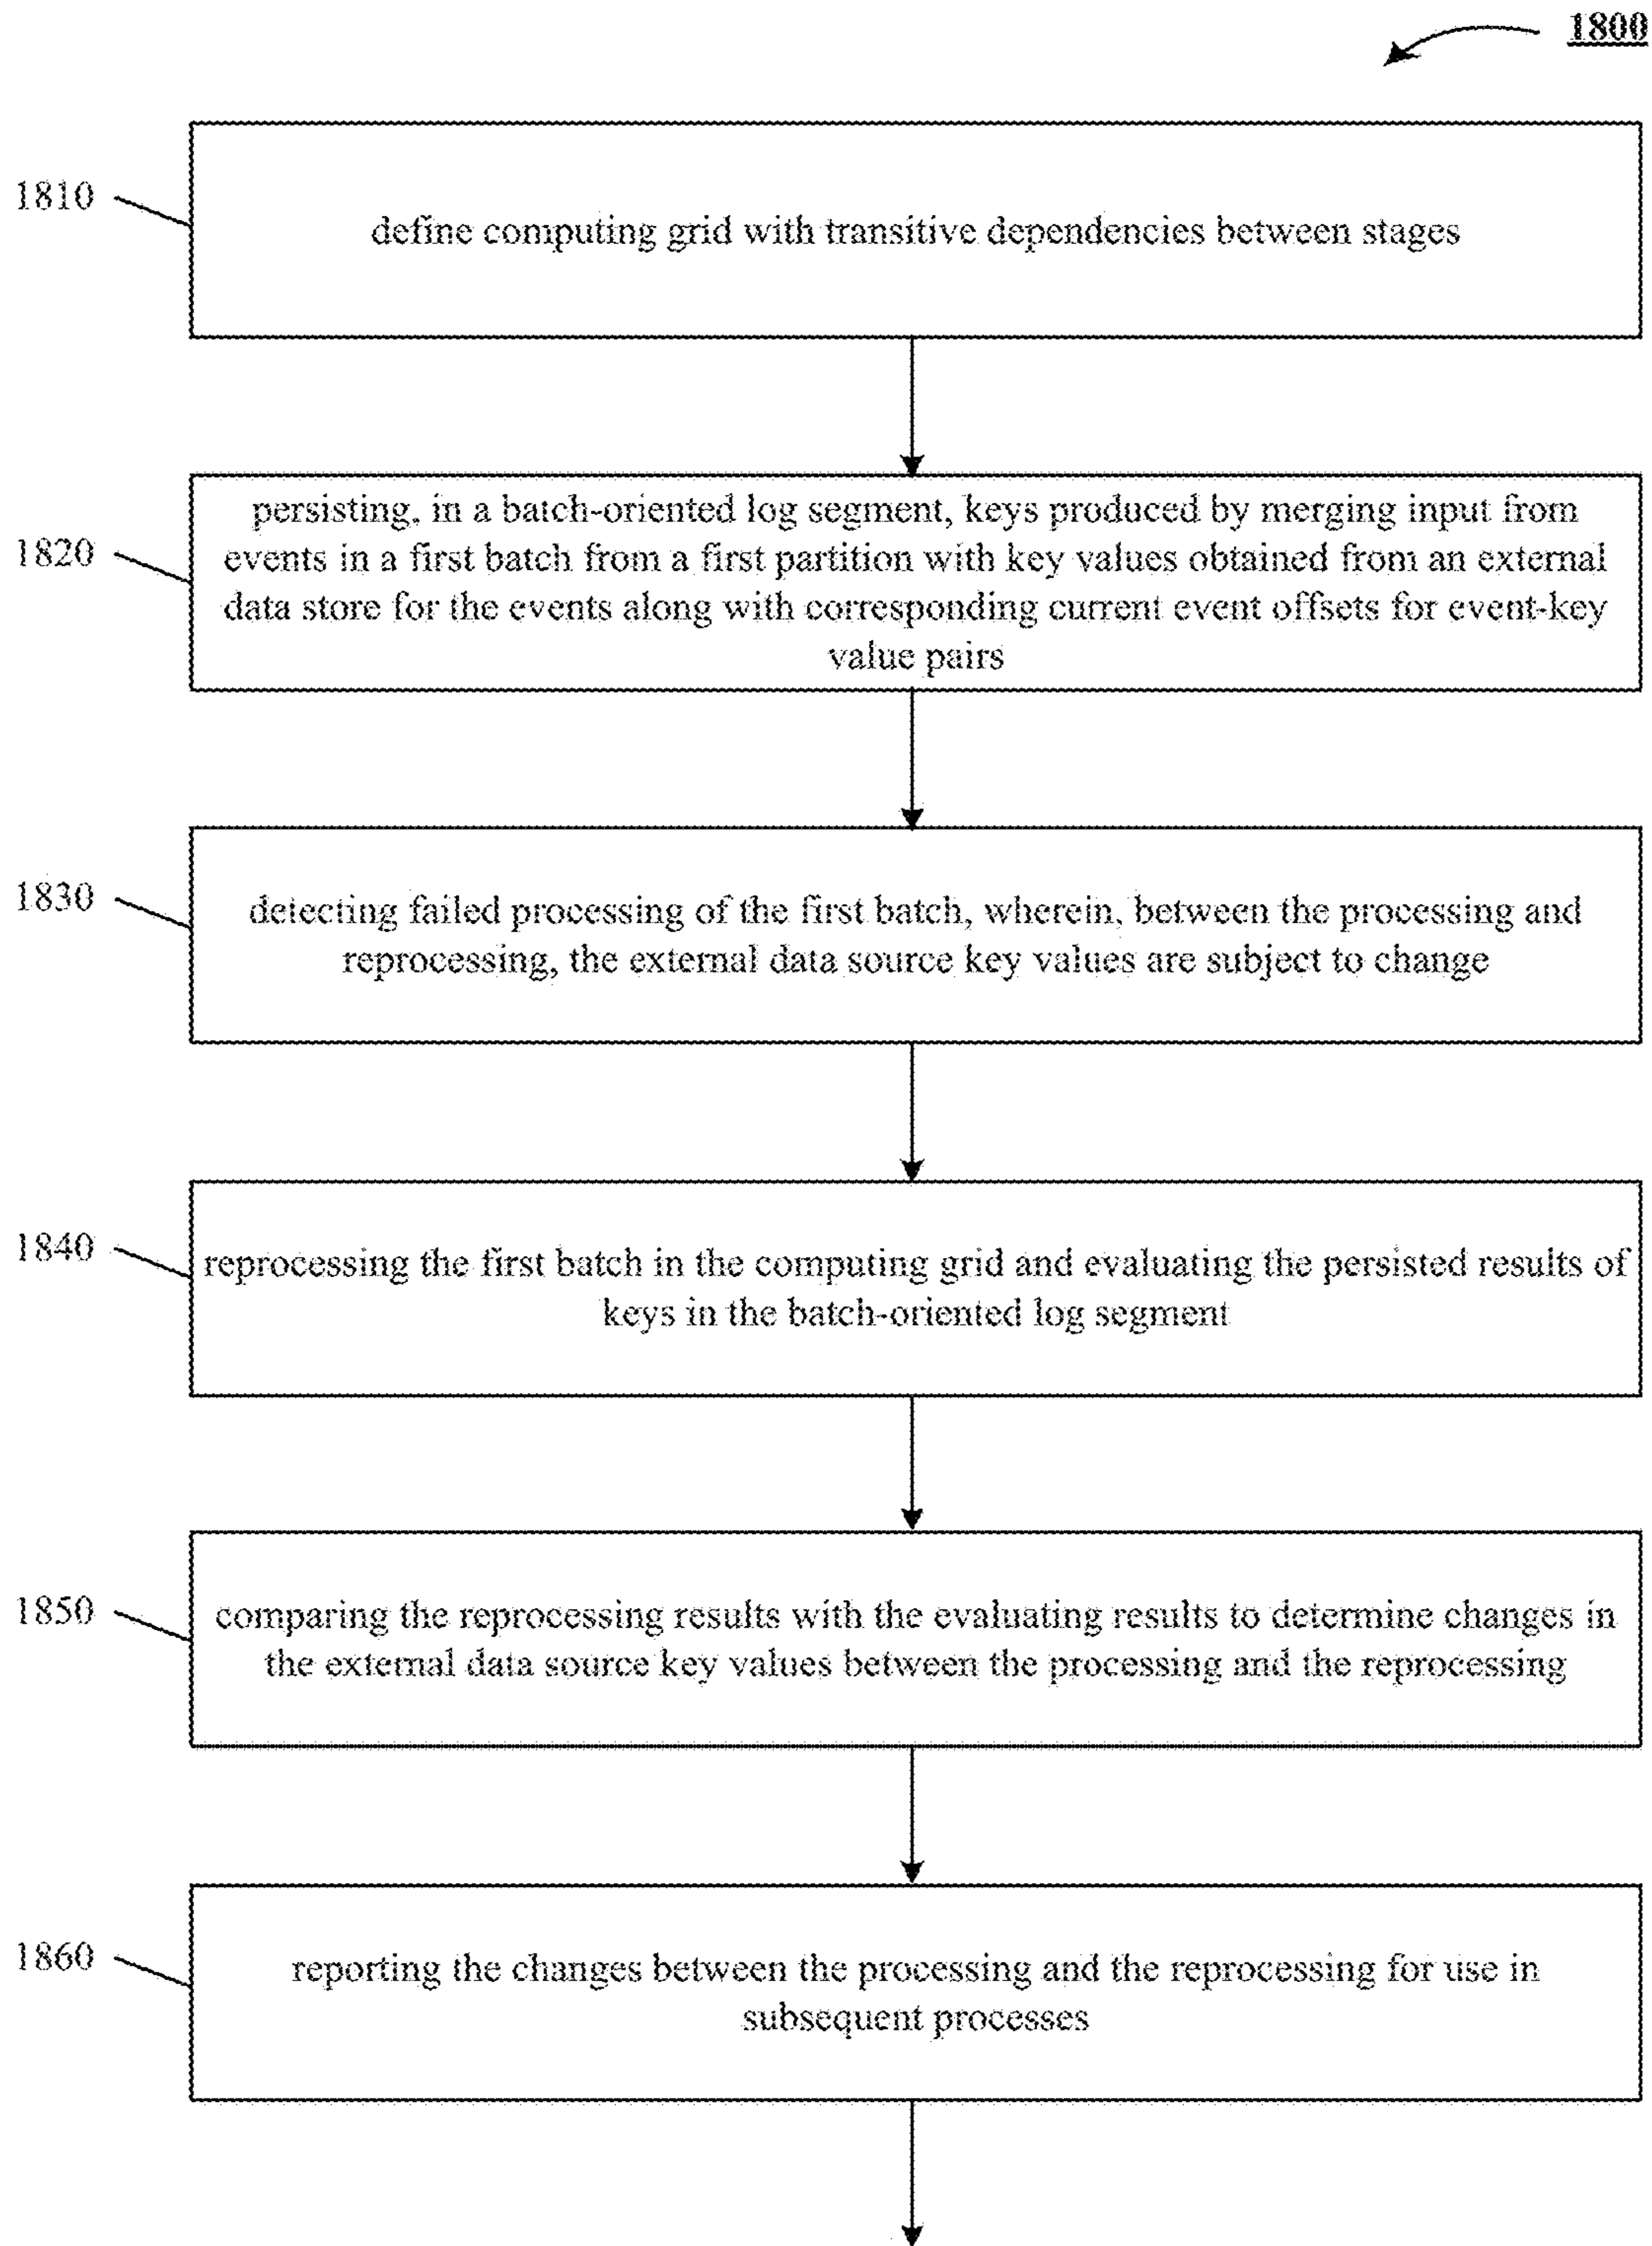 1800
1810
define computing grid with transitive dependencies between stages
1820
persisting, in a batch-oriented log segment, keys produced by merging input from
events in a first batch from a first partition with key values obtained from an external
data store for the events along with corresponding current event offsets for event-key
value pairs
1830
detecting failed processing of the first batch, wherein, between the processing and
reprocessing, the external data source key values are subject to change
1840
reprocessing the first batch in the computing grid and evaluating the persisted results of
keys in the batch-oriented log segment
1850
comparing the reprocessing results with the evaluating results to determine changes in
the external data source key values between the processing and the reprocessing
1860
reporting the changes between the processing and the reprocessing for use in
subsequent processes